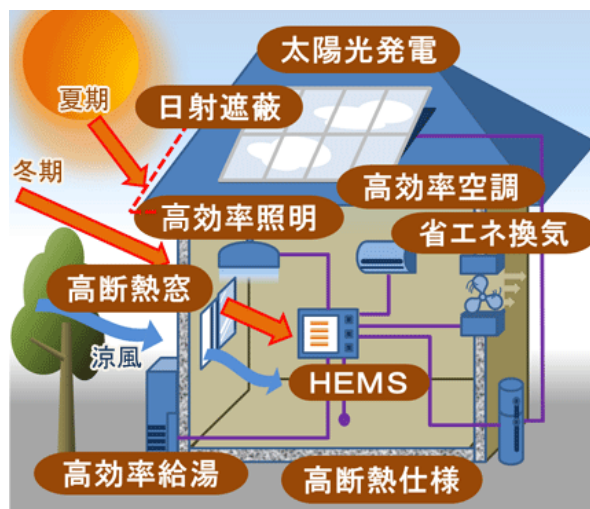 太陽光発電
夏期
日射遮蔽
冬期
高効率空調
高効率照明
省エネ換気
高断熱窓
涼風
HEMS
高効率給湯
高断熱仕様